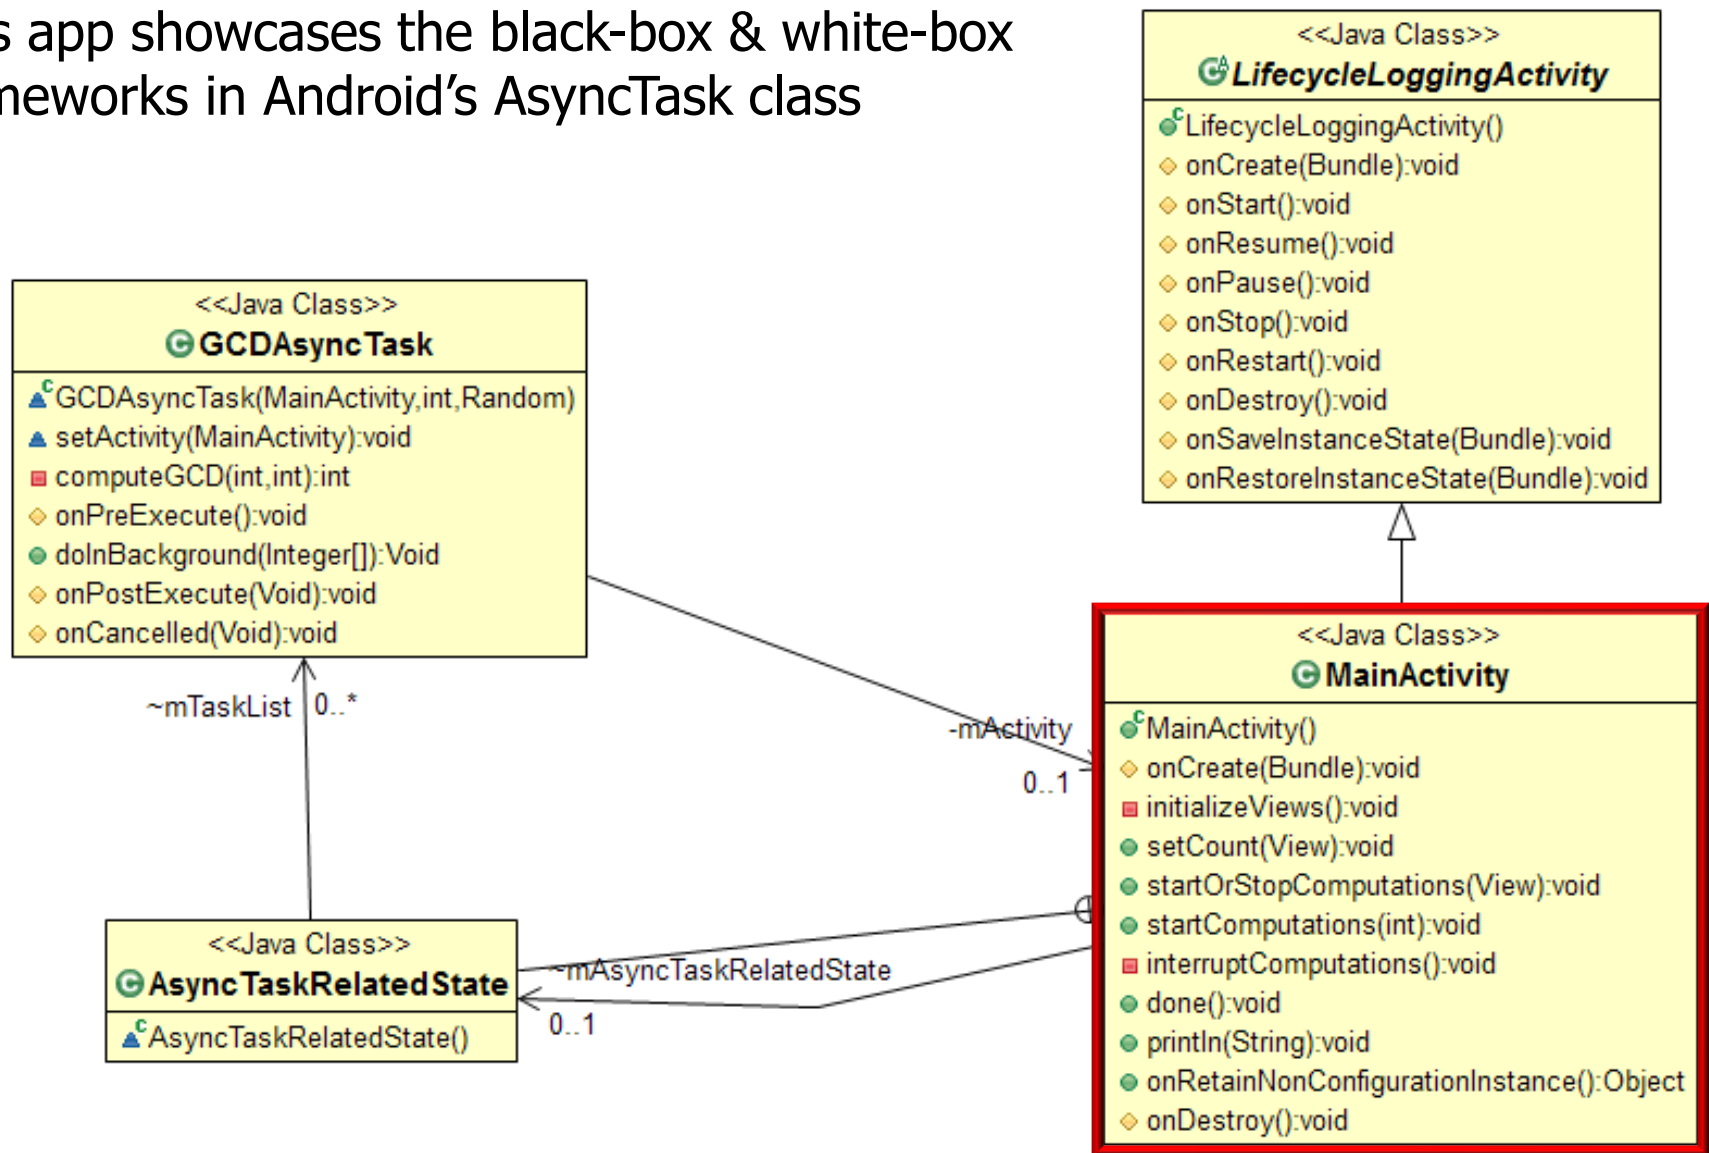 s app showcases the black-box & white-box
meworks in Android's AsyncTask class
<<Java Class>>
LifecycleLoggingActivity
LifecycleLoggingActivity()
onCreate(Bundle):void
onStart():void
onResume():void
onPause():void
onStop():void
onRestart():void
onDestroy():void
onSaveInstanceState(Bundle):void
onRestoreInstanceState(Bundle):void
<<Java Class>>
GCDAsyncTask
GCDAsyncTask(MainActivity,int,Random)
setActivity(MainActivity):void
computeGCD(int,int):int
onPreExecute():void
doInBackground(Integer[]):Void
onPostExecute(Void):void
onCancelled(Void):void
~mTaskList 0..*
-mActivity
0..1
<<Java Class>>
MainActivity
MainActivity()
onCreate(Bundle):void
initializeViews():void
setCount(View):void
startOrStopComputations(View):void
startComputations(int):void
interruptComputations():void
done():void
println(String):void
onRetainNonConfigurationInstance():Object
onDestroy():void
<<Java Class>>
AsyncTaskRelatedState
AsyncTaskRelatedState()
~mAsyncTaskRelatedState
0..1